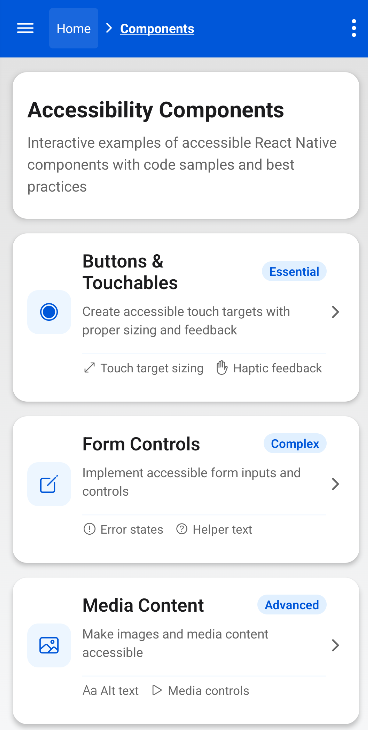 Home Components
Accessibility Components
Interactive examples of accessible React Native
components with code samples and best
practices
Buttons &
Touchables
Essential
Create accessible touch targets with
proper sizing and feedback
Touch target sizing Haptic feedback
Form Controls Complex
Implement accessible form inputs and
controls
Error states Helper text
Media Content Advanced
Make images and media content
accessible
Aa Alt text Media controls